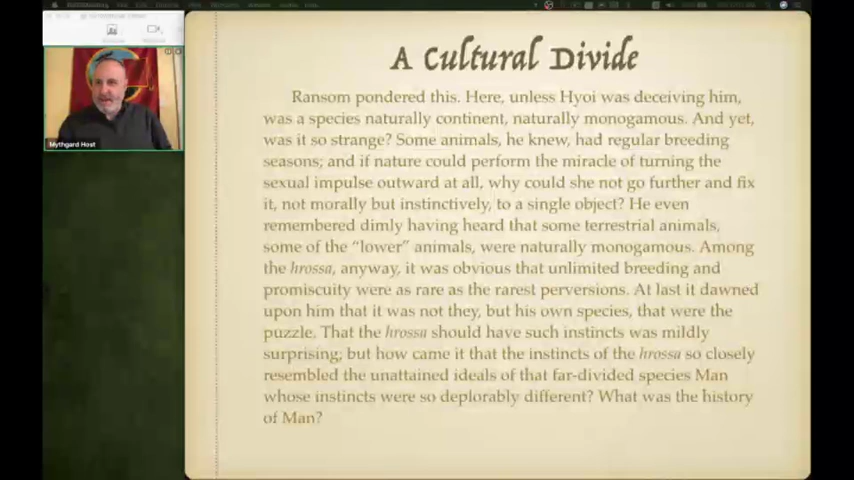 A Cultural Divide
Ransom pondered this. Here, unless Hyoi was deceiving him,
was a species naturally continent, naturally monogamous. And yet,
was it so strange? Some animals, he knew, had regular breeding
seasons; and if nature could perform the miracle of turning the
sexual impulse outward at all, why could she not go further and fix
it, not morally but instinctively, to a single object? He even
remembered dimly having heard that some terrestrial animals,
some of the “lower” animals, were naturally monogamous. Among
the hrossa, anyway, it was obvious that unlimited breeding and
promiscuity were as rare as the rarest perversions. At last it dawned
upon him that it was not they, but his own species, that were the
puzzle. That the hrossa should have such instincts was mildly
surprising; but how came it that the instincts of the hrossa so closely
resembled the unattained ideals of that far-divided species Man
whose instincts were so deplorably different? What was the history
of Man?
Mythgard Host